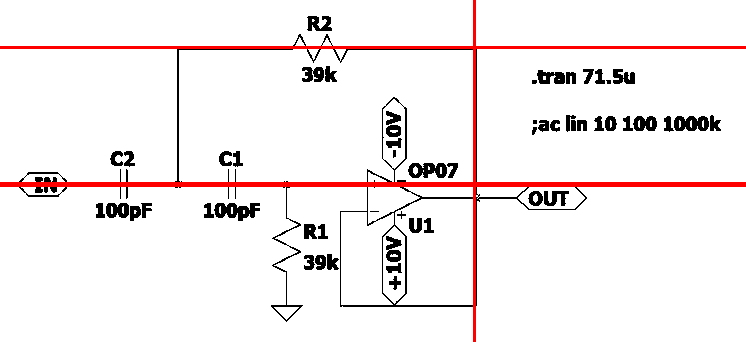 R2
39k
.tran 71.5u
;ac lin 10 100 1000k
-10V
C2
C1
OP07
IN
100pF
100pF
OUT
R1
U1
39k
+10V